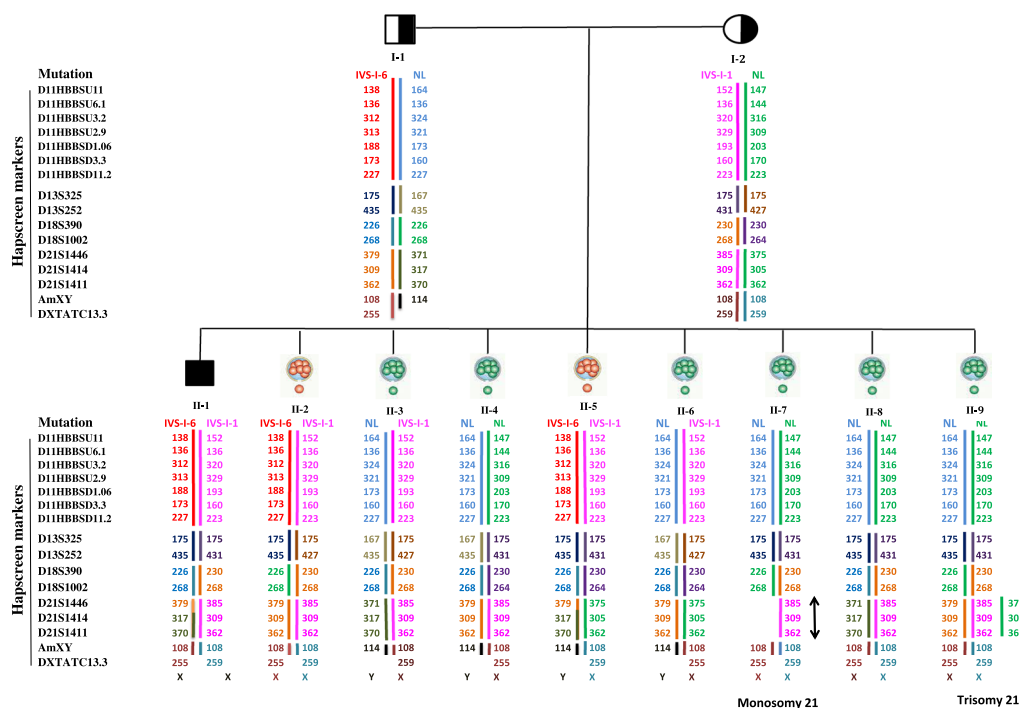 I-1 I-2
Mutation IVS-I-6 NL IVS-I-1 NL
Hapscreen markers
D11HBBSU11 138 164 152 147
D11HBBSU6.1 136 136 136 144
D11HBBSU3.2 312 324 320 316
D11HBBSU2.9 313 321 329 309
D11HBBSD1.06 188 173 193 203
D11HBBSD3.3 173 160 173 170
D11HBBSD11.2 227 227 223 223
D13S325 175 167 175 175
D13S252 435 435 431 427
D18S390 226 226 230 230
D18S1002 268 268 268 264
D21S1446 379 371 385 375
D21S1414 309 317 309 305
D21S1411 362 370 362 362
AmXY 108 114 108 108
DXTATC13.3 255 259 259
II-1 II-2 II-3 II-4 II-5 II-6 II-7 II-8 II-9
Mutation IVS-I-6 IVS-I-1 IVS-I-6 IVS-I-1 NL IVS-I-1 NL NL IVS-I-6 IVS-I-1 NL IVS-I-1 NL NL NL NL NL NL
Hapscreen markers
D11HBBSU11 138 152 138 152 164 152 164 147 138 152 164 152 164 147 164 147 164 147
D11HBBSU6.1 136 136 136 136 136 136 136 144 136 136 136 136 136 144 136 144 136 144
D11HBBSU3.2 312 320 312 320 324 320 324 316 312 320 324 320 324 316 324 316 324 316
D11HBBSU2.9 313 329 313 329 321 329 321 309 313 329 321 329 321 309 321 309 321 309
D11HBBSD1.06 188 193 188 193 173 193 173 203 188 193 173 193 173 203 173 203 173 203
D11HBBSD3.3 173 160 173 160 160 160 160 170 173 160 160 160 160 170 160 170 160 170
D11HBBSD11.2 227 223 227 223 227 223 227 223 227 223 227 223 227 223 227 223 227 223
D13S325 175 175 175 175 167 175 167 175 175 175 167 175 175 175 175 175 175 175
D13S252 435 431 435 427 435 427 435 431 435 431 435 427 435 431 435 431 435 431
D18S390 226 230 226 230 226 230 226 230 226 230 226 230 226 230 226 230 226 230
D18S1002 268 268 268 268 268 268 268 264 268 264 268 264 268 268 268 268 268 268
D21S1446 379 385 379 385 371 385 379 385 379 375 379 375 385 371 385 379 385 37
D21S1414 317 309 309 309 317 309 309 309 317 305 317 305 309 317 309 309 309 30
D21S1411 370 362 362 362 370 362 362 362 370 362 370 362 362 370 362 362 362 36
AmXY 108 108 108 108 114 108 114 108 114 108 114 108 108 108 108 108 108 108
DXTATC13.3 255 259 255 259 259 255 259 255 255 259 255 259 255 259
X X X X Y X Y X Y X Y X X X X X X X
Monosomy 21 Trisomy 21